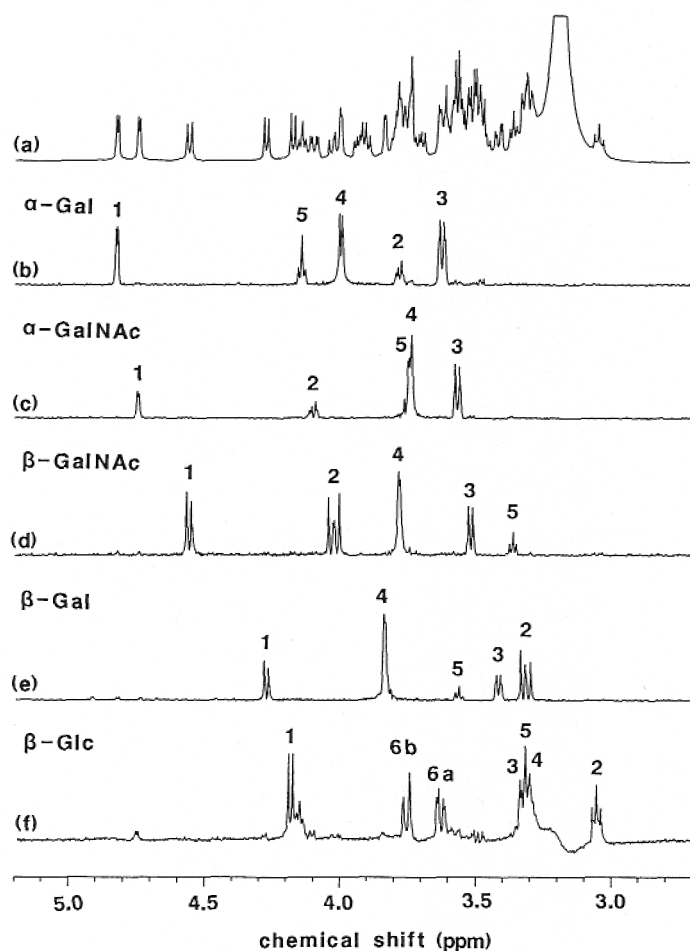 (a)
α-Gal
1 5 4 2 3
(b)
α-GalNAc
1 2 5 4 3
(c)
β-GalNAc
1 2 4 3 5
(d)
β-Gal
1 4 5 3 2
(e)
β-Glc
1 6b 6a 3 5 4 2
(f)
5.0 4.5 4.0 3.5 3.0
chemical shift (ppm)